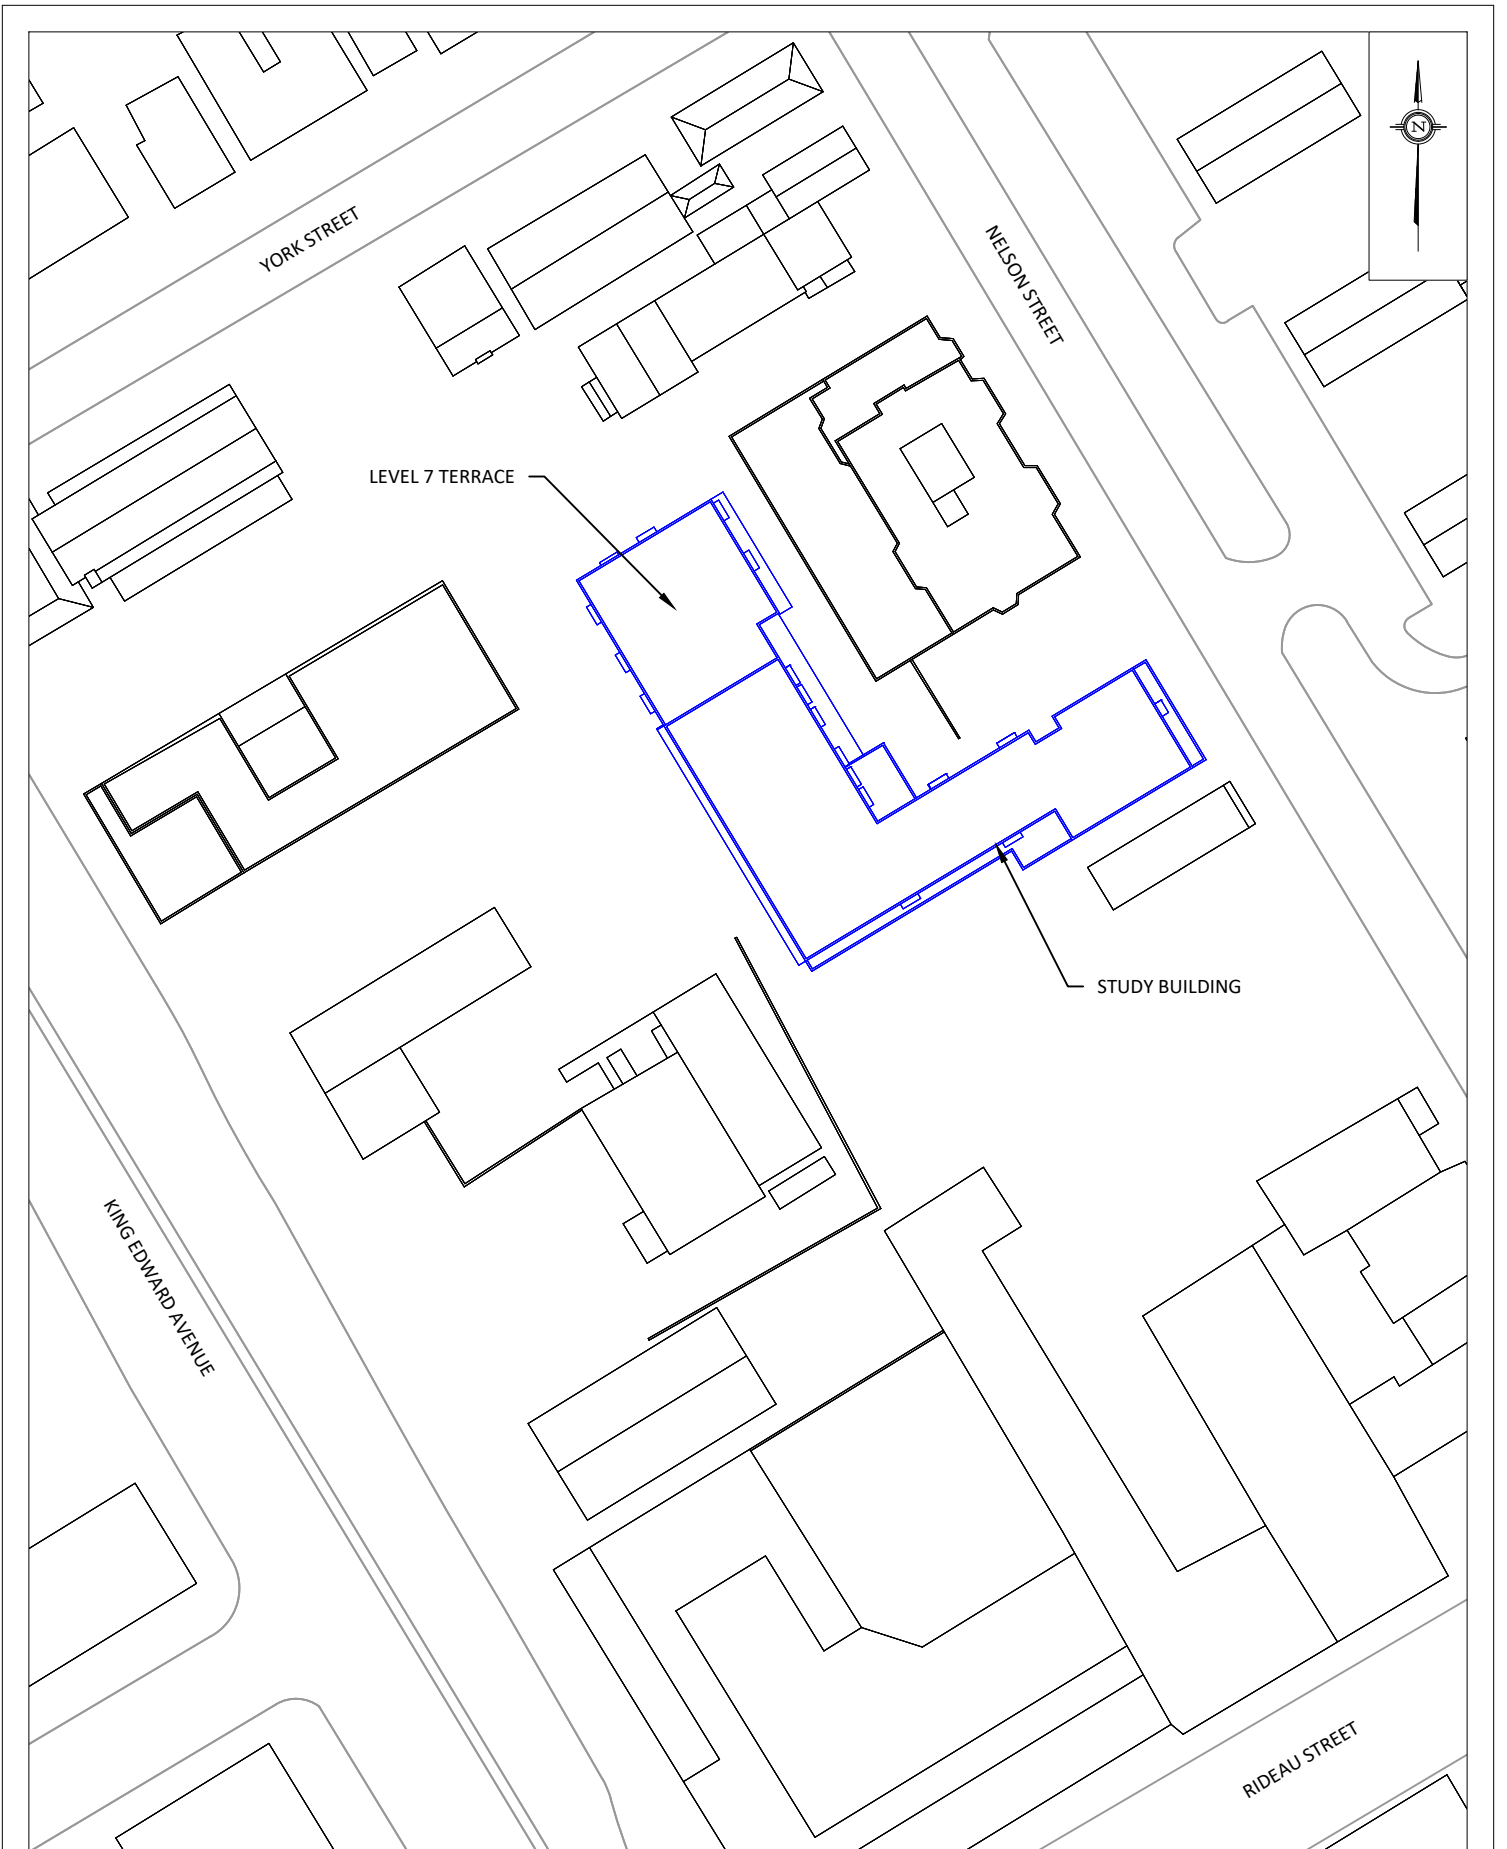 N
YORK STREET
NELSON STREET
LEVEL 7 TERRACE
STUDY BUILDING
KING EDWARD AVENUE
RIDEAU STREET